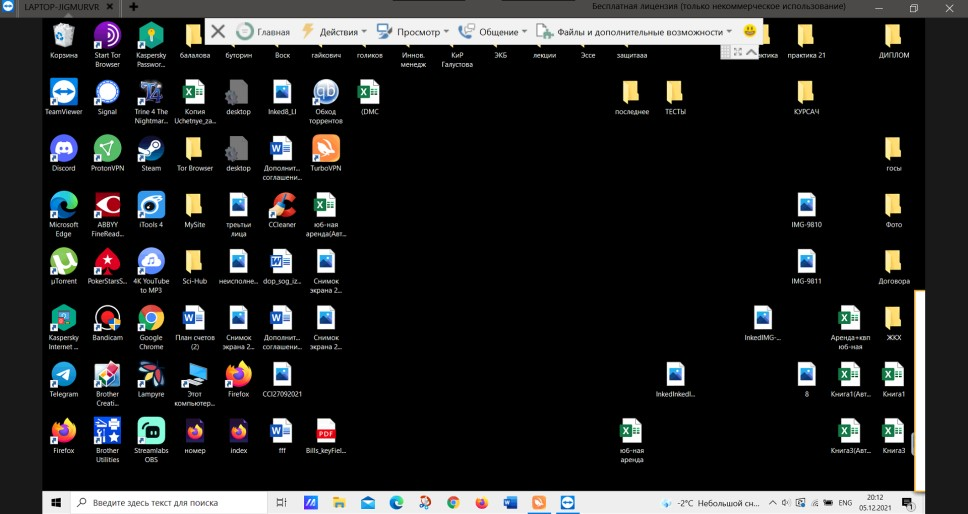 LAPTOP-JIGMURVR
Бесплатная лицензия (только некоммерческое использование)
Главная Действия Просмотр Общение Файлы и дополнительные возможности
Корзина
Start Tor
Browser
Kaspersky
Passwor...
балалова
буторин
Воск
гайкович
голиков
Иннов.
менедж
КиР
Галустова
ЭКБ
лекции
Эссе
защитааа
практика 21
ДИПЛОМ
TeamViewer
Signal
Trine 4 The
Nightmar...
Копия
Uchetnye_za...
desktop
Inked8_LI
Обход
торрентов
(DMC
последнее
ТЕСТЫ
КУРСАЧ
Discord
ProtonVPN
Steam
Tor Browser
desktop
Дополнит...
соглашени...
TurboVPN
госы
Microsoft
Edge
ABBYY
FineRead...
iTools 4
MySite
третьи
лица
CCleaner
юб-ная
аренда(Авт...
IMG-9810
Фото
µTorrent
PokerStarsS...
4K YouTube
to MP3
Sci-Hub
неисполне...
dop_sog_iz...
Снимок
экрана 2...
IMG-9811
Договора
Kaspersky
Internet ...
Bandicam
Google
Chrome
План счетов
(2)
Снимок
экрана 2...
Дополнит...
соглашени...
Снимок
экрана 2...
InkedIMG-...
Аренда+квп
юб-ная
ЖКХ
Telegram
Brother
Creati...
Lampyre
Этот
компьютер...
Firefox
CCI27092021
InkedInkedI...
8
Книга1(Авт...
Книга1
Firefox
Brother
Utilities
Streamlabs
OBS
номер
index
fff
Bills_keyFiel...
юб-ная
аренда
Книга3(Авт...
Книга3
Введите здесь текст для поиска
-2°C Небольшой сн...
ENG
20:12
05.12.2021